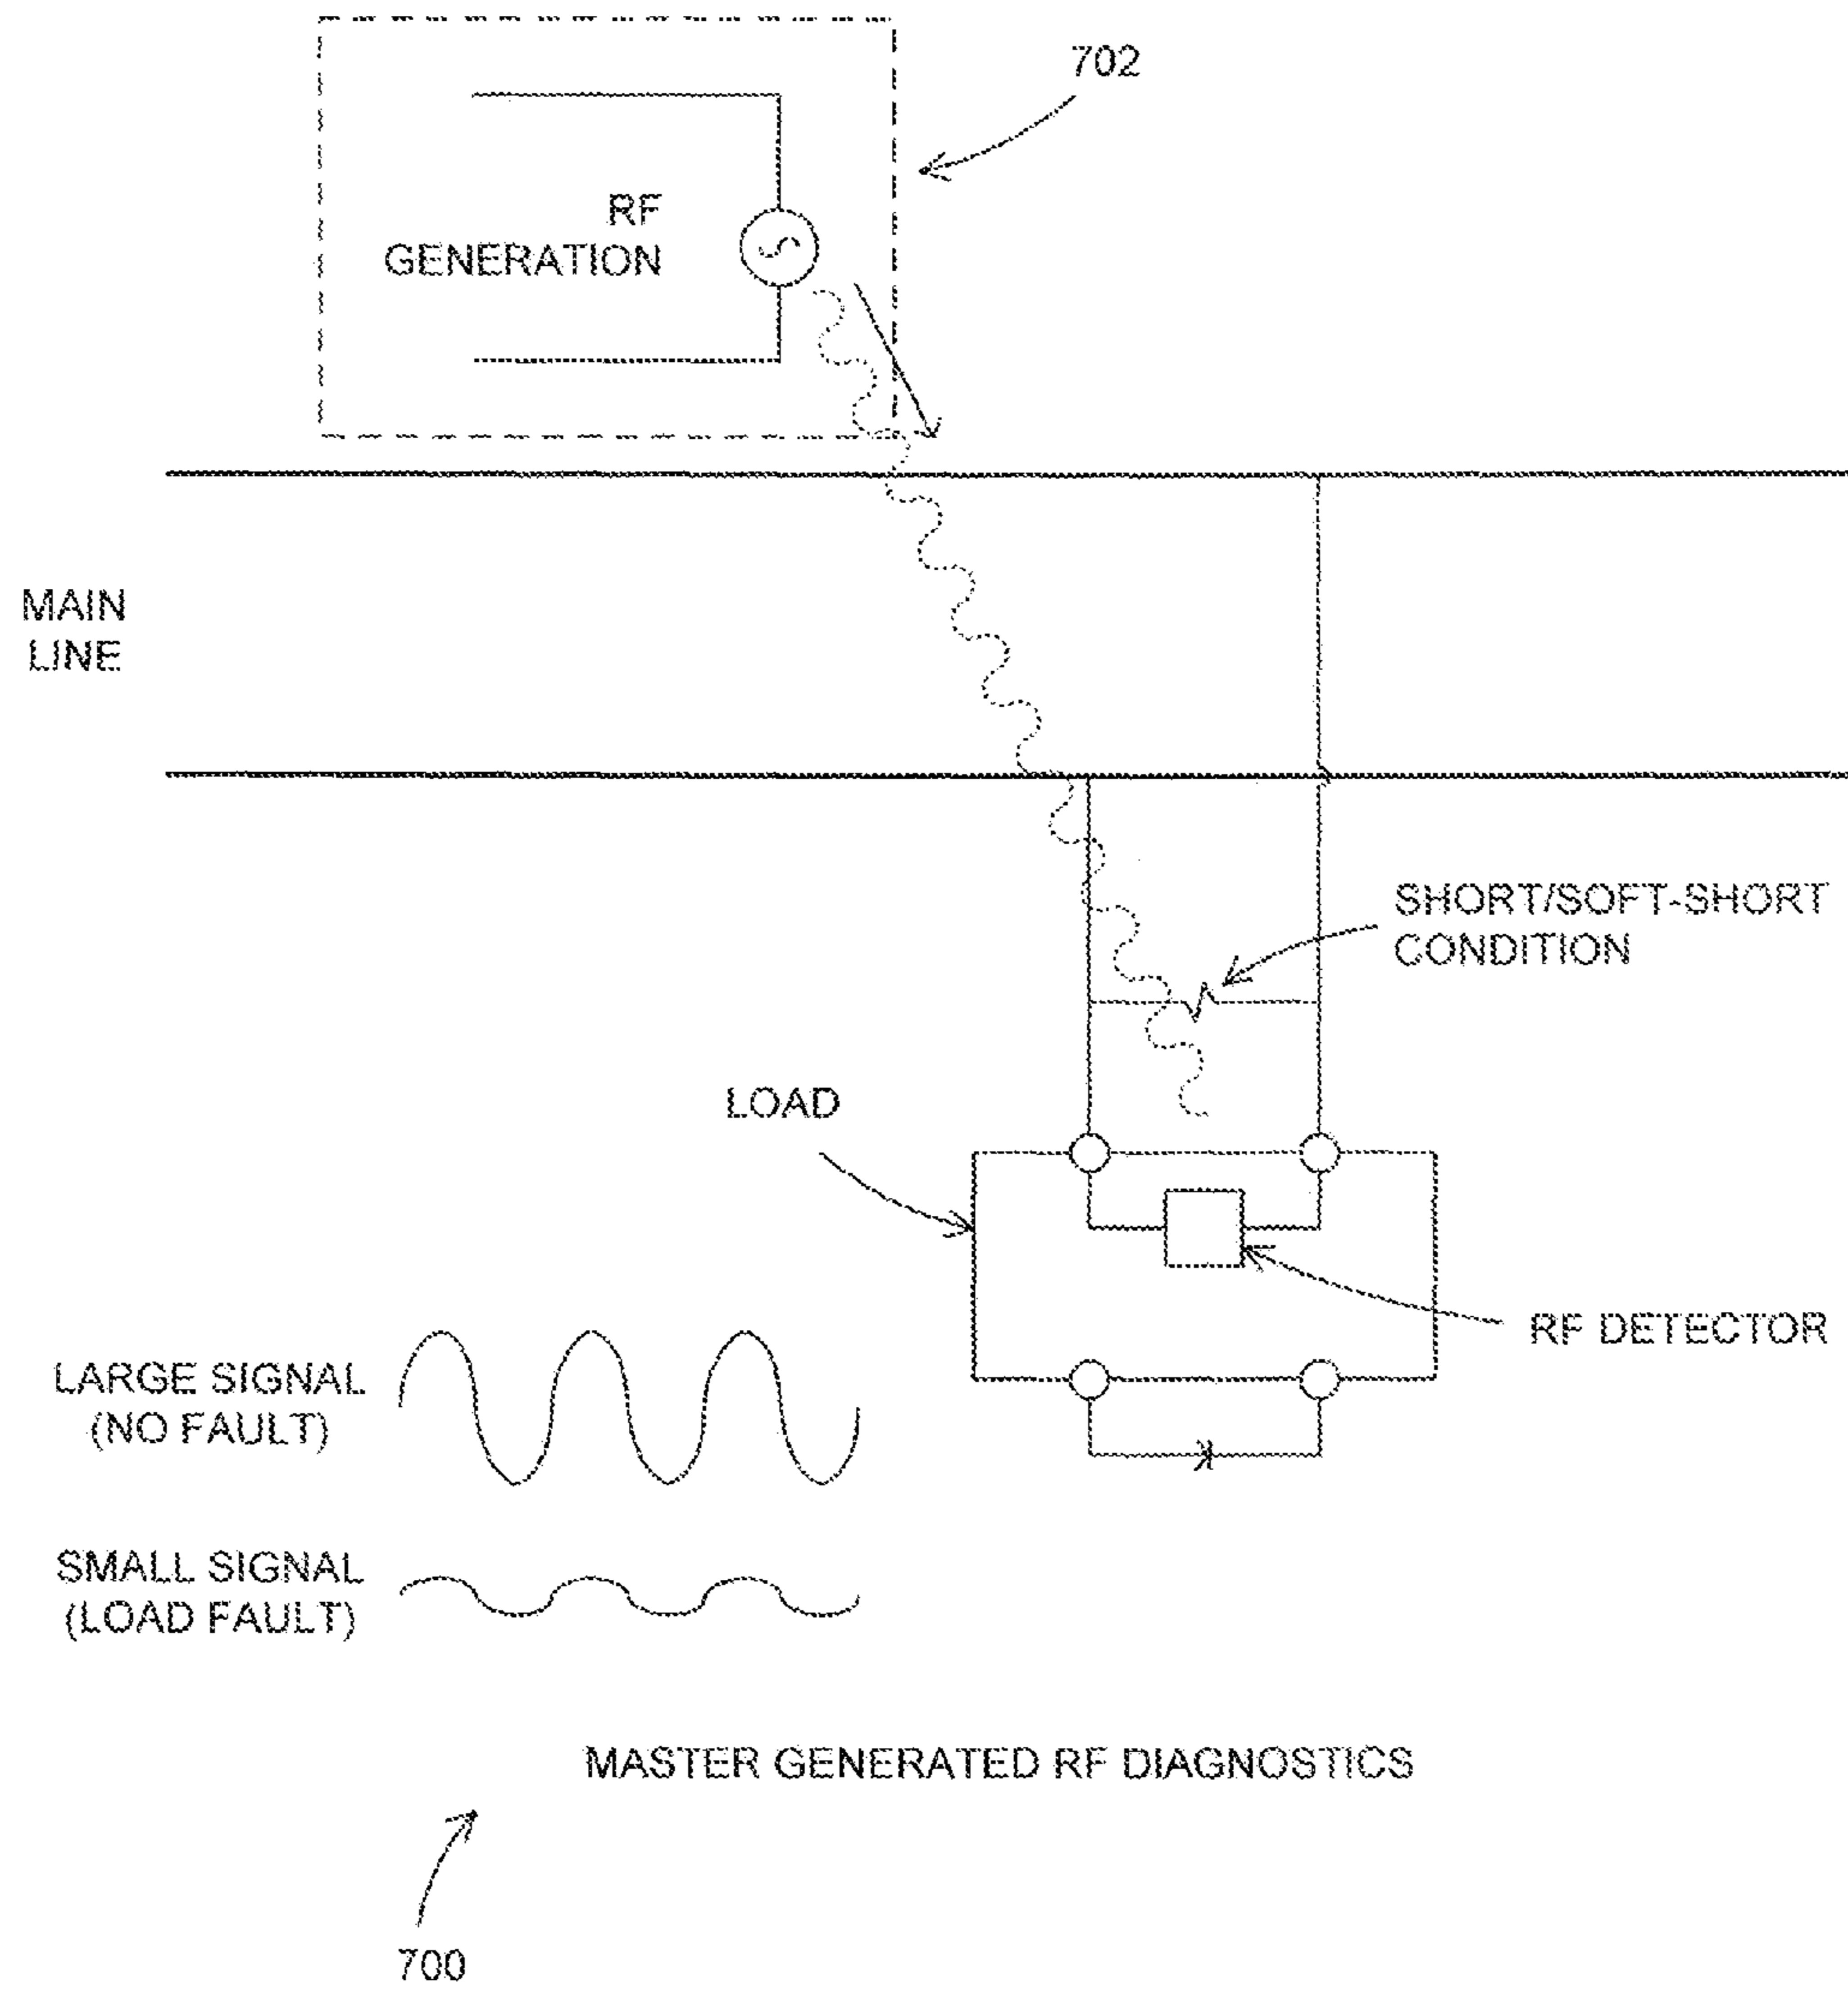 702
RF
GENERATION
MAIN
LINE
SHORT/SOFT-SHORT
CONDITION
LOAD
RF DETECTOR
LARGE SIGNAL
(NO FAULT)
SMALL SIGNAL
(LOAD FAULT)
MASTER GENERATED RF DIAGNOSTICS
700